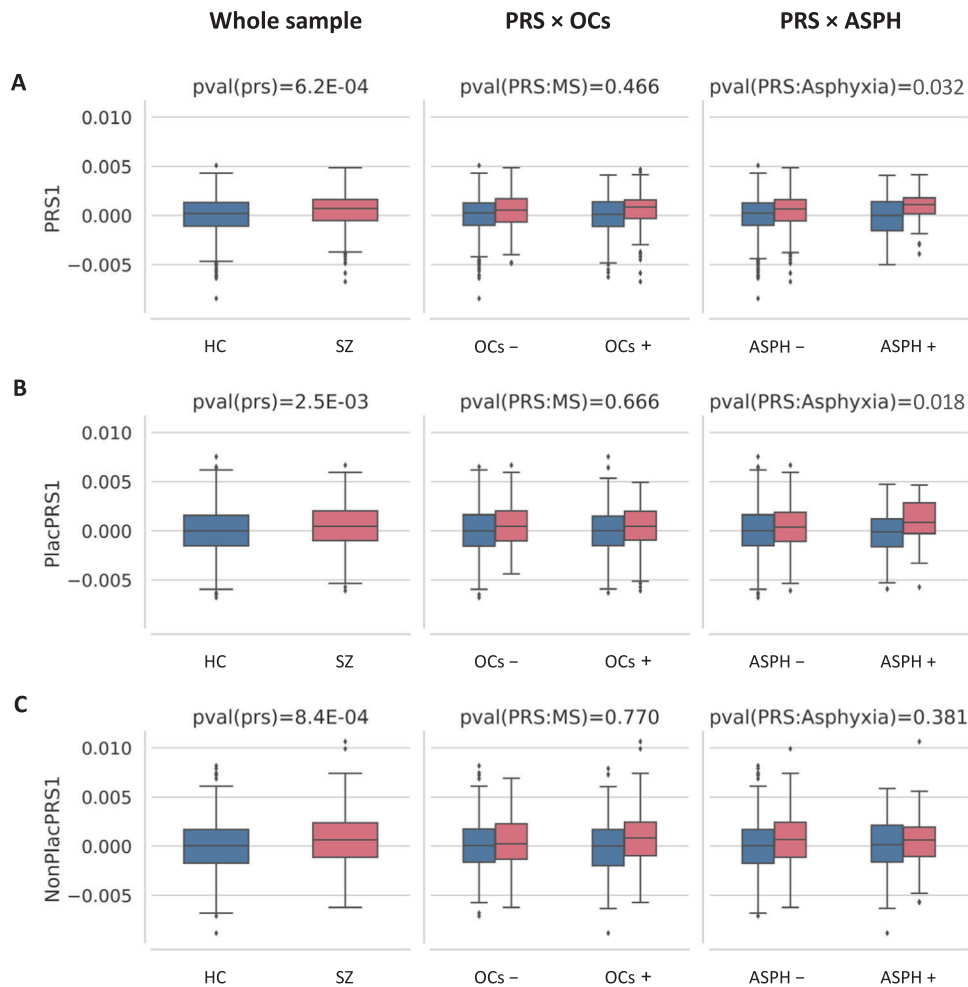 Whole sample PRS × OCs PRS × ASPH
A
pval(prs)=6.2E-04 pval(PRS:MS)=0.466 pval(PRS:Asphyxia)=0.032
PRS1
0.010
0.005
0.000
−0.005
HC SZ OCs − OCs + ASPH − ASPH +
B
pval(prs)=2.5E-03 pval(PRS:MS)=0.666 pval(PRS:Asphyxia)=0.018
PlacPRS1
0.010
0.005
0.000
−0.005
HC SZ OCs − OCs + ASPH − ASPH +
C
pval(prs)=8.4E-04 pval(PRS:MS)=0.770 pval(PRS:Asphyxia)=0.381
NonPlacPRS1
0.010
0.005
0.000
−0.005
HC SZ OCs − OCs + ASPH − ASPH +